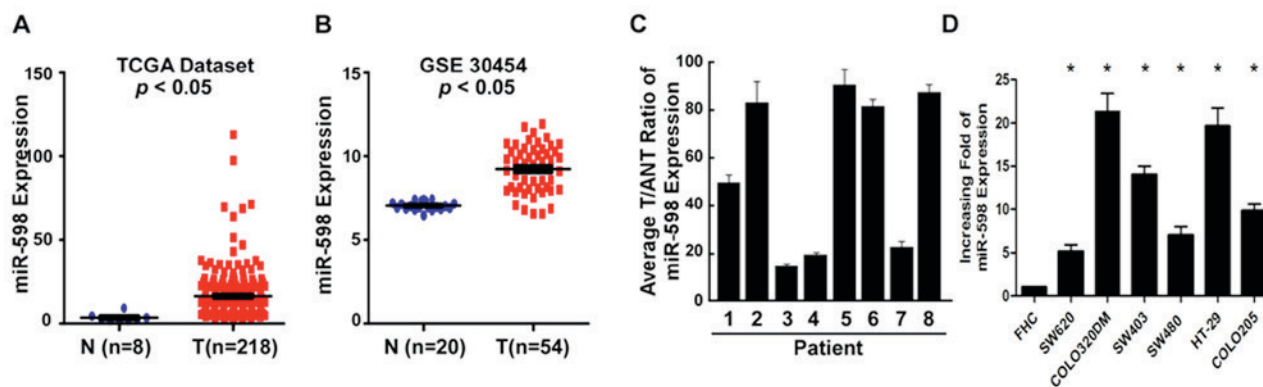 A
TCGA Dataset
p < 0.05
miR-598 Expression
150
100
50
0
N (n=8)
T(n=218)
B
GSE 30454
p < 0.05
miR-598 Expression
15
10
5
0
N (n=20)
T(n=54)
C
Average T/ANT Ratio of
miR-598 Expression
100
80
60
40
20
0
1 2 3 4 5 6 7 8
Patient
D
Increasing Fold of
miR-598 Expression
25
20
15
10
5
0
* * * * * *
FHC
SW620
COLO320DM
SW403
SW480
HT-29
COLO205